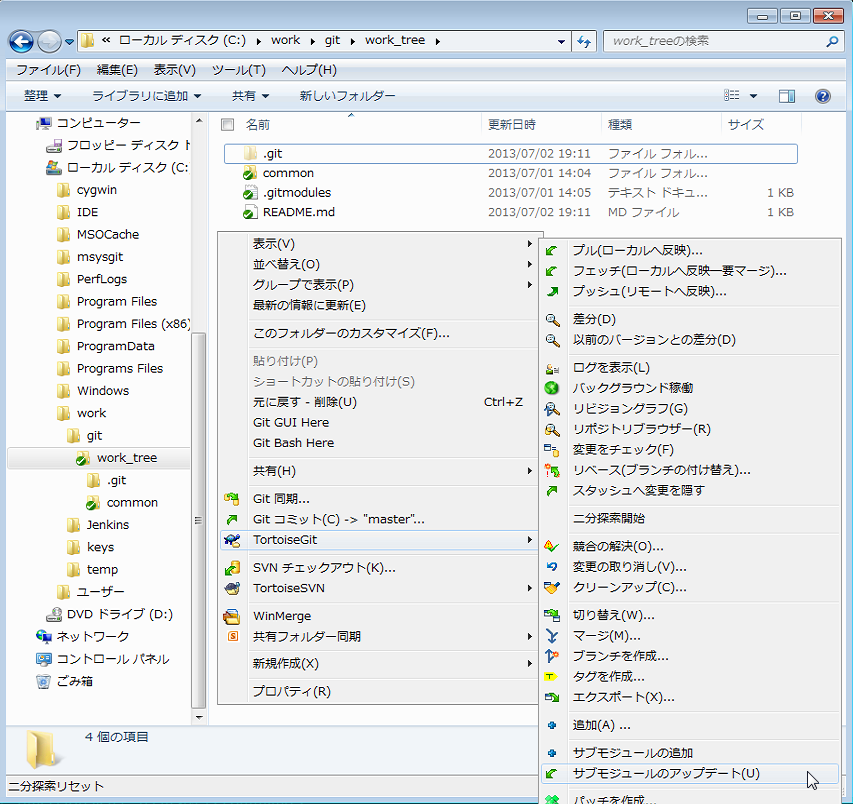 « ローカル ディスク (C:) ▸ work ▸ git ▸ work_tree ▸
work_treeの検索
ファイル(F) 編集(E) 表示(V) ツール(T) ヘルプ(H)
整理 ライブラリに追加 共有 新しいフォルダー
コンピューター
フロッピー ディスク ド
ローカル ディスク (C:
cygwin
IDE
MSOCache
msysgit
PerfLogs
Program Files
Program Files (x86)
ProgramData
Programs Files
Windows
work
git
work_tree
.git
common
Jenkins
keys
temp
ユーザー
DVD ドライブ (D:)
ネットワーク
コントロール パネル
ごみ箱
名前 更新日時 種類 サイズ
.git 2013/07/02 19:11 ファイル フォル...
common 2013/07/01 14:04 ファイル フォル...
.gitmodules 2013/07/01 14:05 テキスト ドキュ... 1 KB
README.md 2013/07/02 19:11 MD ファイル 1 KB
表示(V)
並べ替え(O)
グループで表示(P)
最新の情報に更新(E)
このフォルダーのカスタマイズ(F)...
貼り付け(P)
ショートカットの貼り付け(S)
元に戻す - 削除(U) Ctrl+Z
Git GUI Here
Git Bash Here
共有(H)
Git 同期...
Git コミット(C) -> "master"...
TortoiseGit
SVN チェックアウト(K)...
TortoiseSVN
WinMerge
共有フォルダー同期
新規作成(X)
プロパティ(R)
プル(ローカルへ反映)...
フェッチ(ローカルへ反映―要マージ)...
プッシュ(リモートへ反映)...
差分(D)
以前のバージョンとの差分(D)
ログを表示(L)
バックグラウンド稼働
リビジョングラフ(G)
リポジトリブラウザー(R)
変更をチェック(F)
リベース(ブランチの付け替え)...
スタッシュへ変更を隠す
二分探索開始
競合の解決(O)...
変更の取り消し(V)...
クリーンアップ(C)...
切り替え(W)...
マージ(M)...
ブランチを作成...
タグを作成...
エクスポート(X)...
追加(A) ...
サブモジュールの追加
サブモジュールのアップデート(U)
パッチを作成...
4 個の項目
二分探索リセット